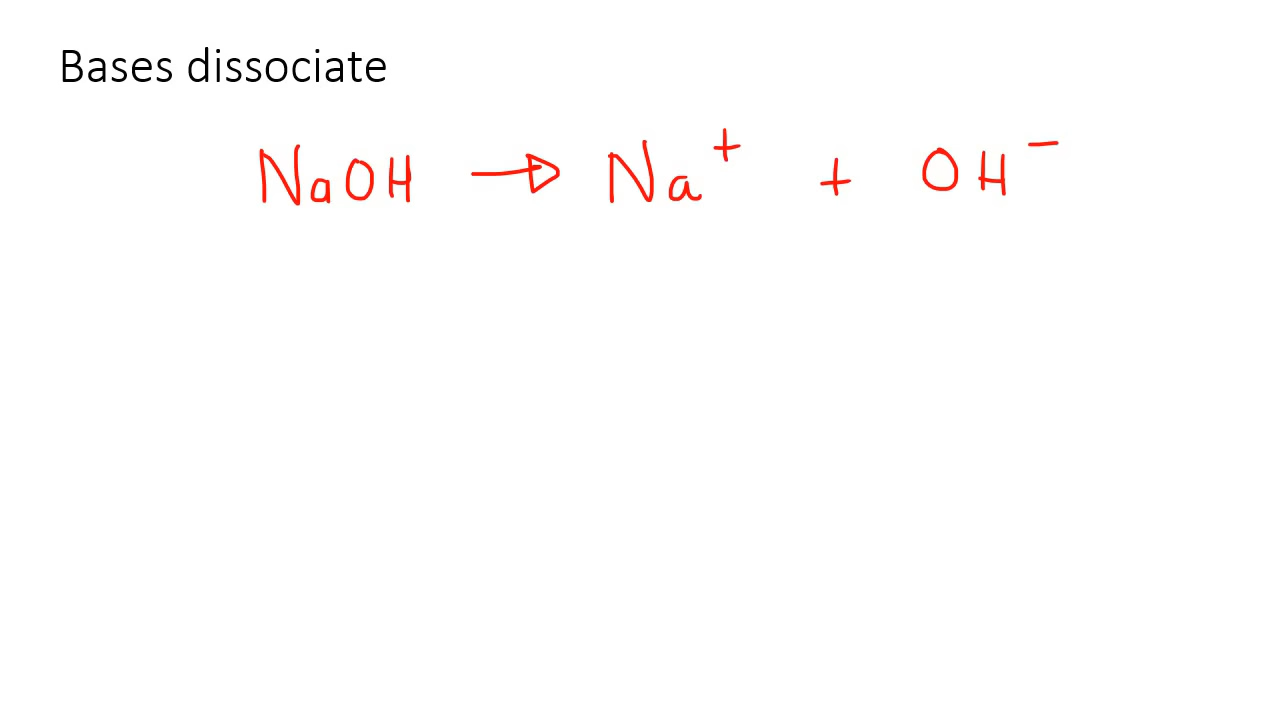 Bases dissociate
NaOH → Na⁺ + OH⁻